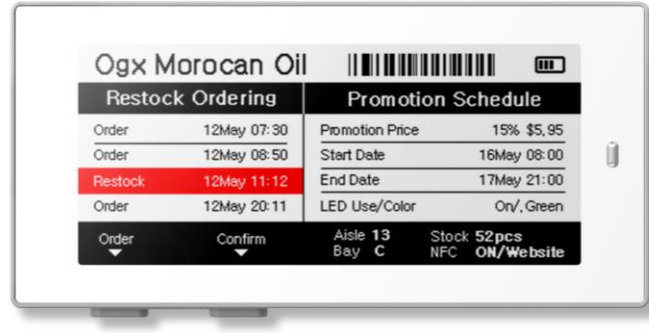 Ogx Morocan Oil
Restock Ordering
Order 12May 07:30
Order 12May 08:50
Restock 12May 11:12
Order 12May 20:11
Order Confirm
Promotion Schedule
Promotion Price 15% $5,95
Start Date 16May 08:00
End Date 17May 21:00
LED Use/Color On/, Green
Aisle 13 Stock 52pcs
Bay C NFC ON/Website